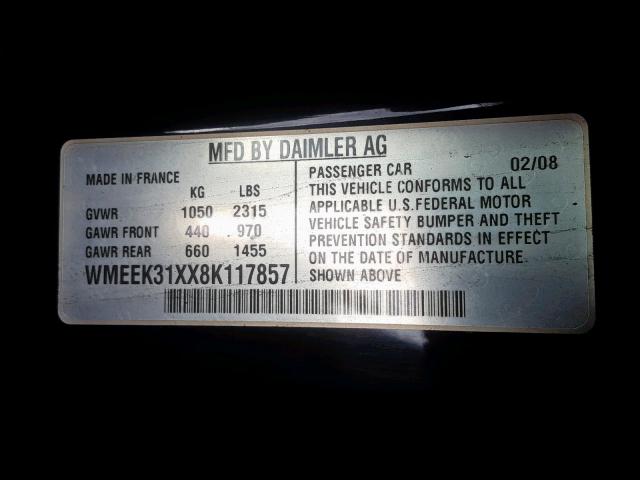 MFD BY DAIMLER AG
MADE IN FRANCE
KG LBS
GVWR 1050 2315
GAWR FRONT 440 970
GAWR REAR 660 1455
WMEEK31XX8K117857
PASSENGER CAR 02/08
THIS VEHICLE CONFORMS TO ALL
APPLICABLE U.S.FEDERAL MOTOR
VEHICLE SAFETY BUMPER AND THEFT
PREVENTION STANDARDS IN EFFECT
ON THE DATE OF MANUFACTURE.
SHOWN ABOVE